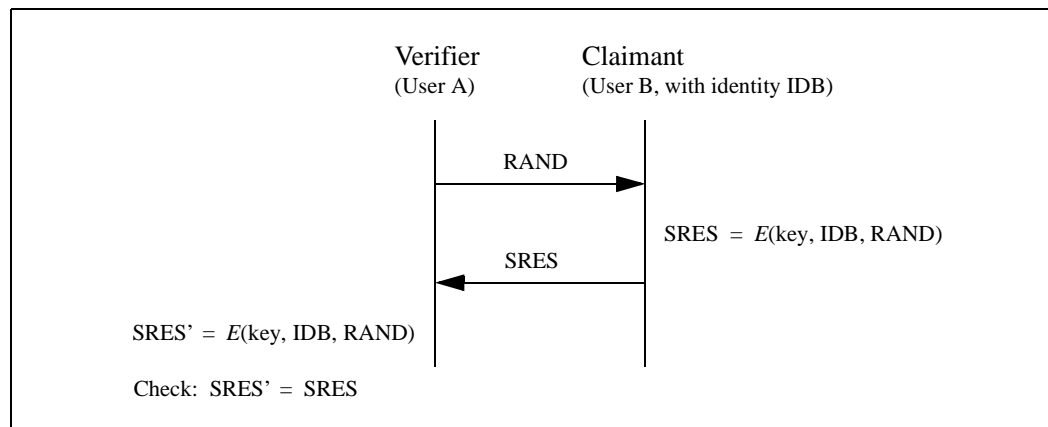 Verifier
(User A)
Claimant
(User B, with identity IDB)
RAND
SRES = E(key, IDB, RAND)
SRES
SRES’ = E(key, IDB, RAND)
Check: SRES’ = SRES